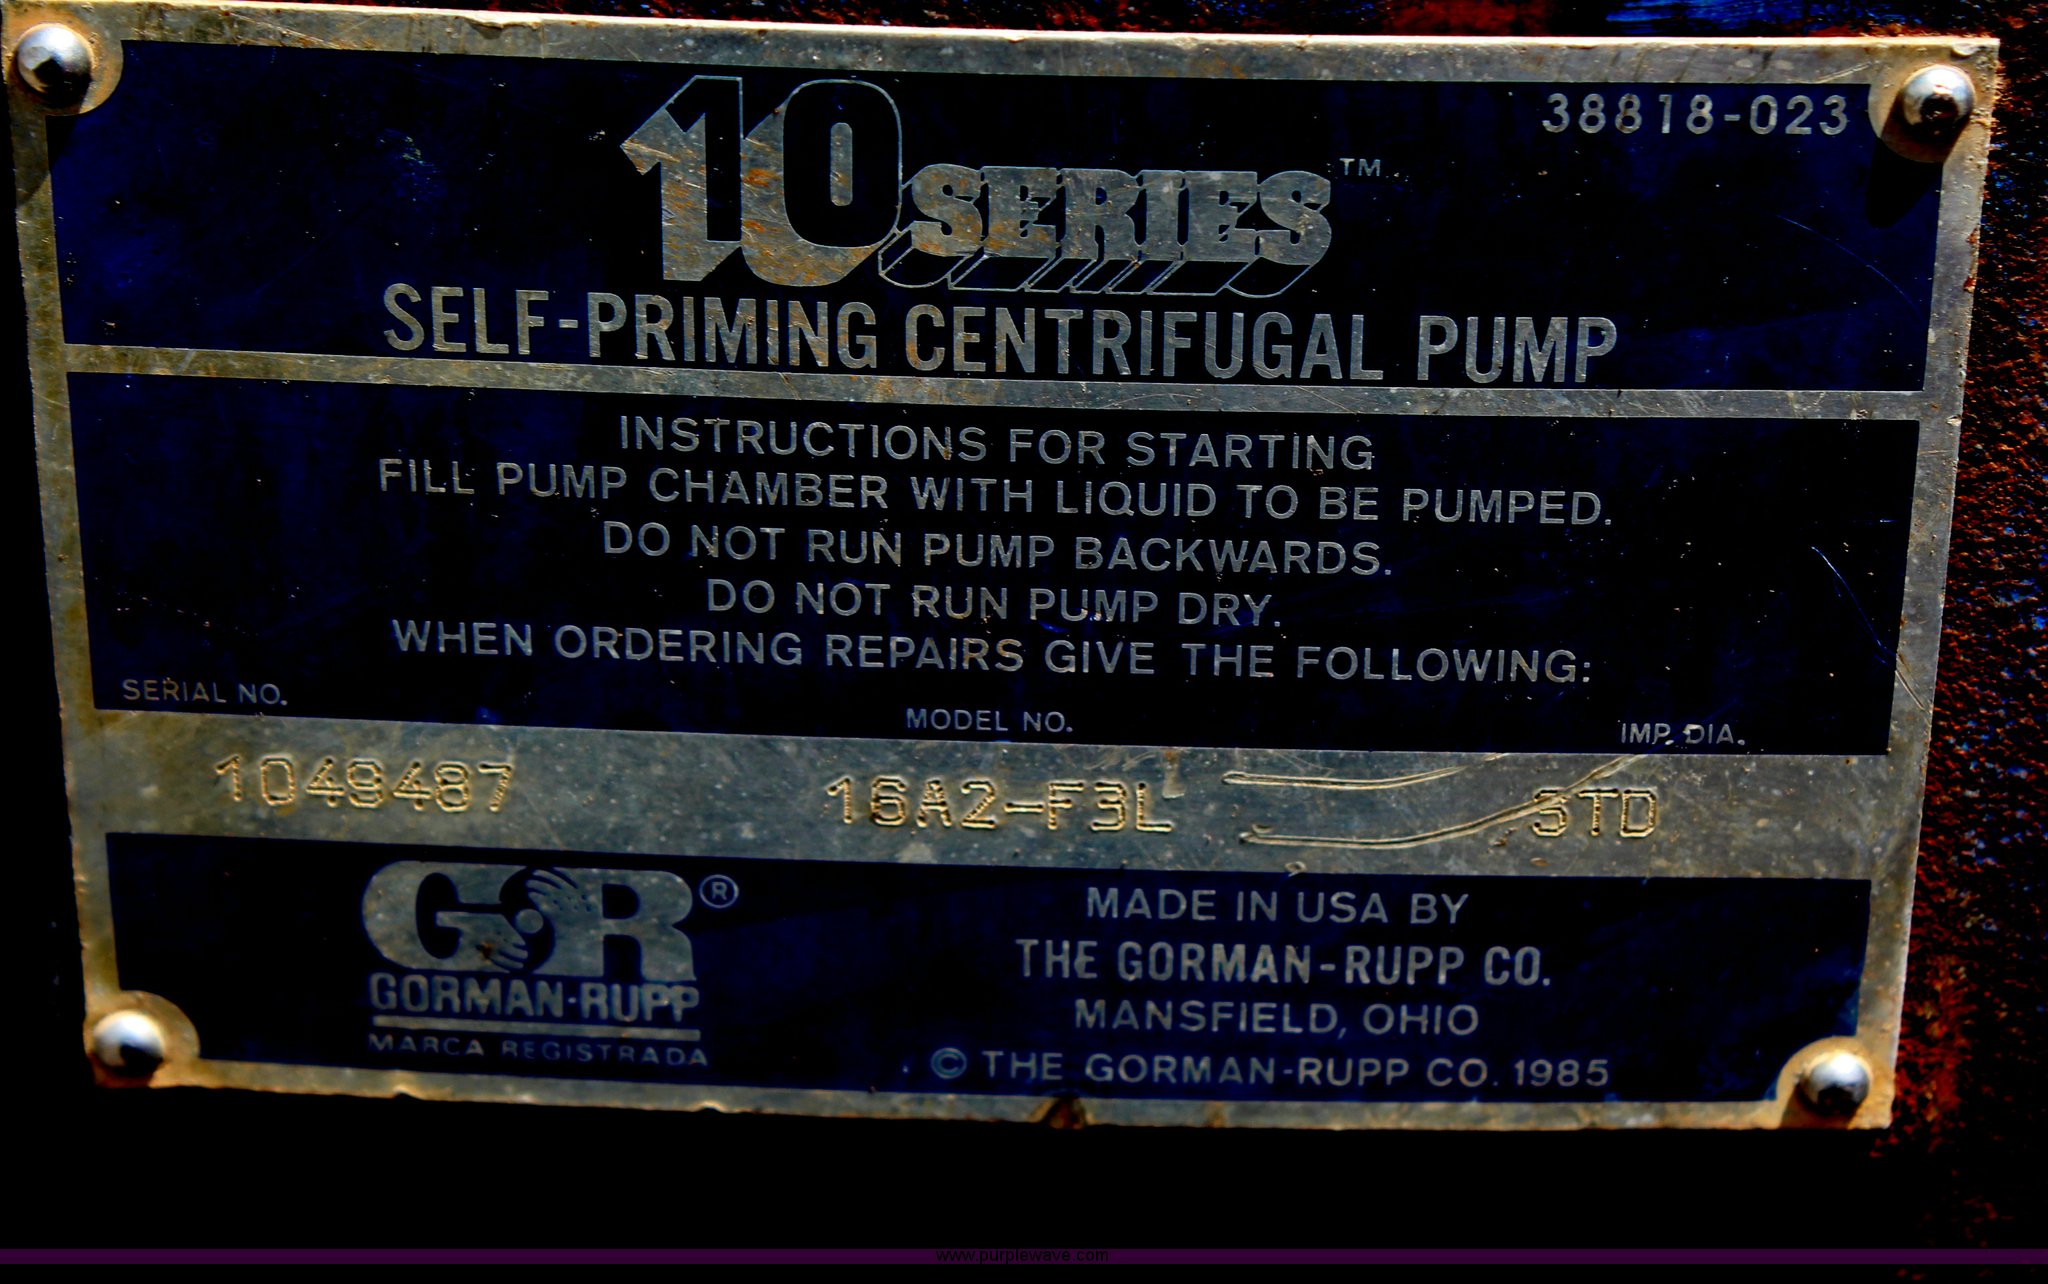 38818-023
10 SERIES™
SELF-PRIMING CENTRIFUGAL PUMP
INSTRUCTIONS FOR STARTING
FILL PUMP CHAMBER WITH LIQUID TO BE PUMPED.
DO NOT RUN PUMP BACKWARDS.
DO NOT RUN PUMP DRY.
WHEN ORDERING REPAIRS GIVE THE FOLLOWING:
SERIAL NO. MODEL NO. IMP. DIA.
1049487 16A2-F3L STD
GR®
GORMAN-RUPP
MARCA REGISTRADA
MADE IN USA BY
THE GORMAN-RUPP CO.
MANSFIELD, OHIO
© THE GORMAN-RUPP CO. 1985
www.purplewave.com